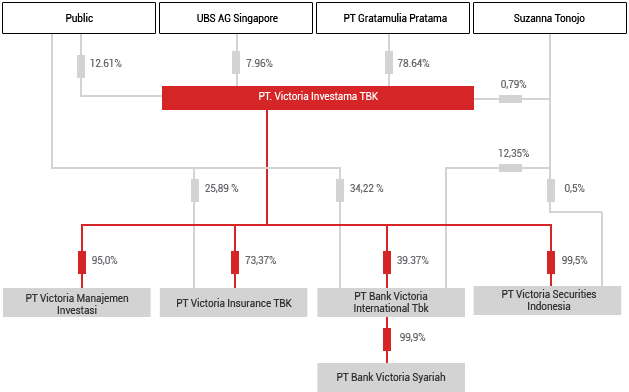 Public
UBS AG Singapore
PT Gratamulia Pratama
Suzanna Tonojo
12.61%
7.96%
78.64%
0,79%
PT. Victoria Investama TBK
12,35%
25,89 %
34,22 %
0,5%
95,0%
73,37%
39.37%
99,5%
PT Victoria Manajemen
Investasi
PT Victoria Insurance TBK
PT Bank Victoria
International Tbk
PT Victoria Securities
Indonesia
99,9%
PT Bank Victoria Syariah